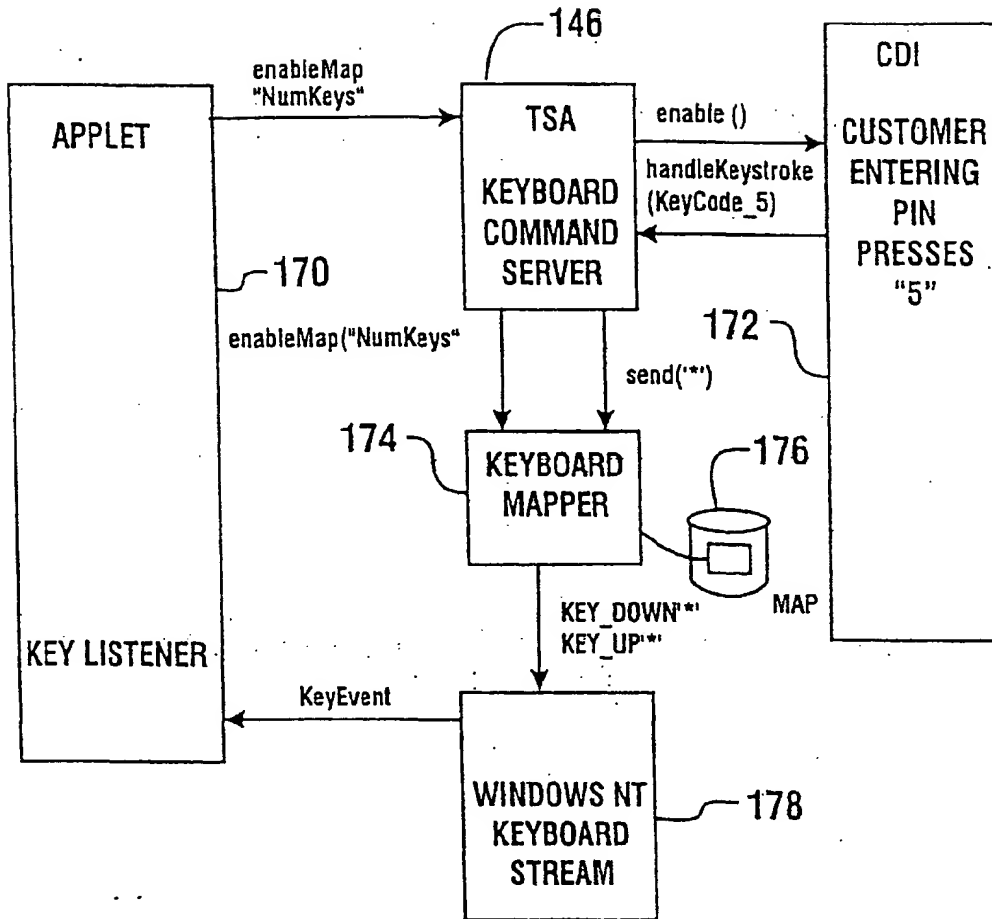 146
CDI
CUSTOMER
ENTERING
PIN
PRESSES
"5"
enableMap
"NumKeys"
APPLET
TSA
KEYBOARD
COMMAND
SERVER
enable ()
handleKeystroke
(KeyCode_5)
170
172
enableMap("NumKeys"
send('*')
174
KEYBOARD
MAPPER
176
MAP
KEY_DOWN'*'
KEY_UP'*'
KEY LISTENER
KeyEvent
WINDOWS NT
KEYBOARD
STREAM
178